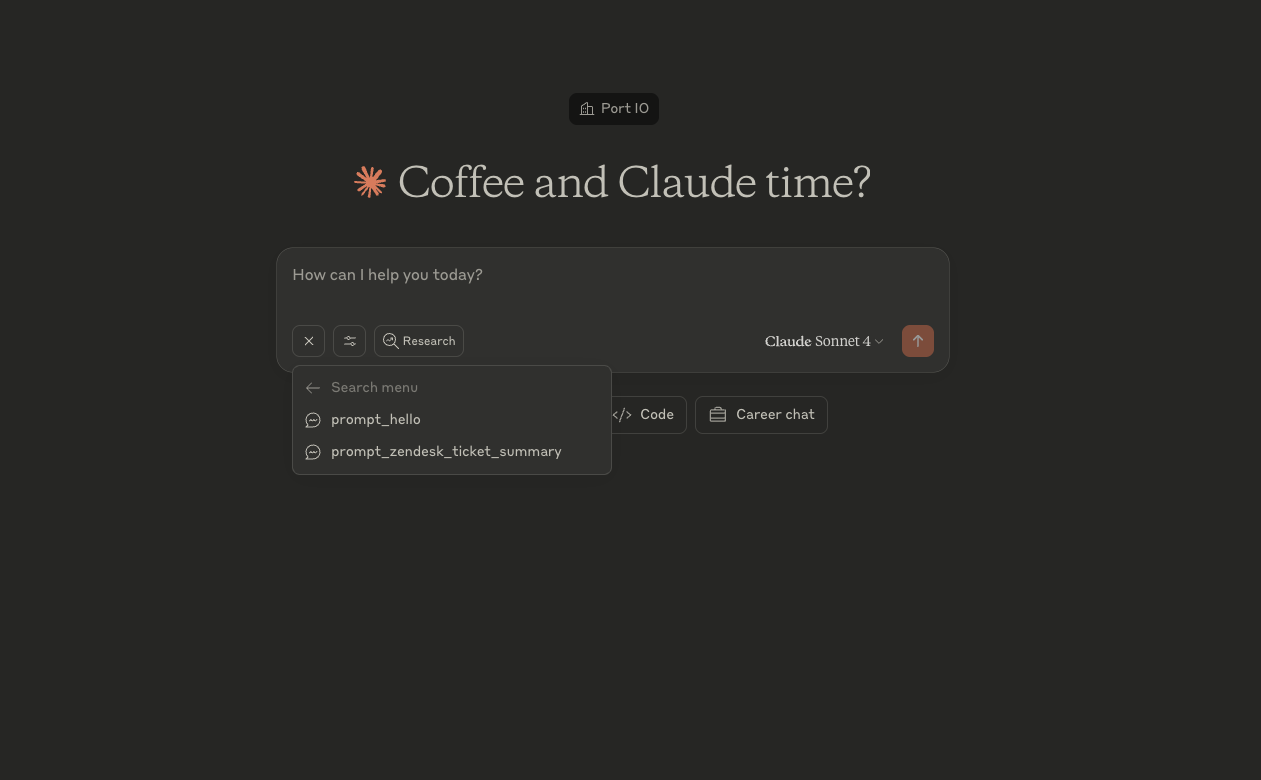 Port IO
Coffee and Claude time?
How can I help you today?
Research
Claude Sonnet 4
Search menu
prompt_hello
prompt_zendesk_ticket_summary
</> Code
Career chat